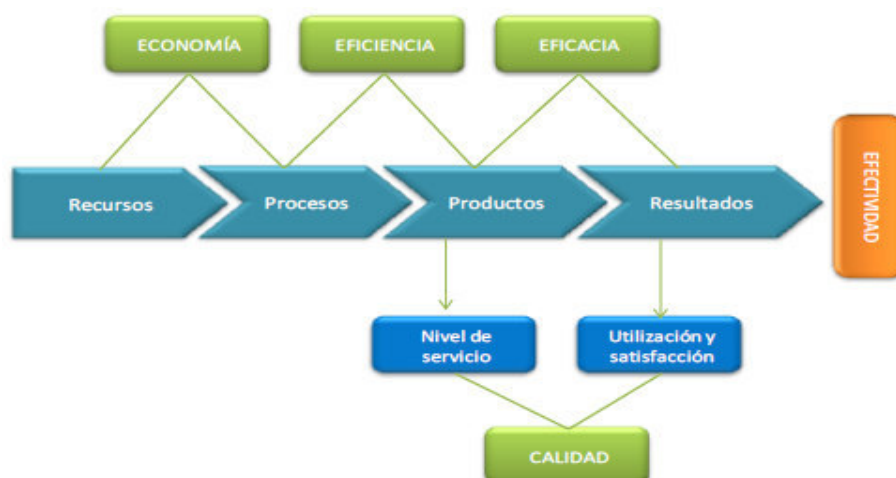 ECONOMÍA
EFICIENCIA
EFICACIA
Recursos
Procesos
Productos
Resultados
EFECTIVIDAD
Nivel de
servicio
Utilización y
satisfacción
CALIDAD